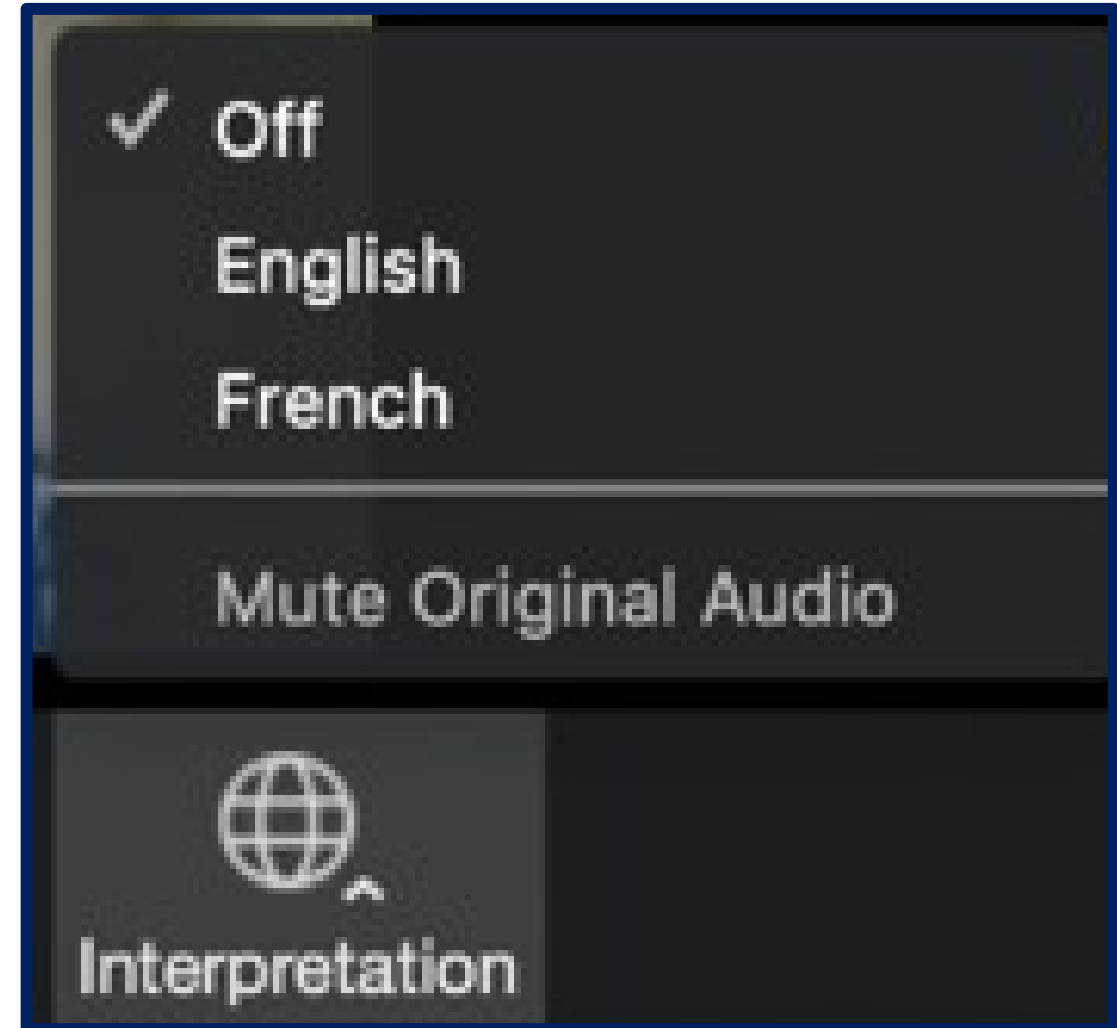 Off
English
French
Mute Original Audio
Interpretation